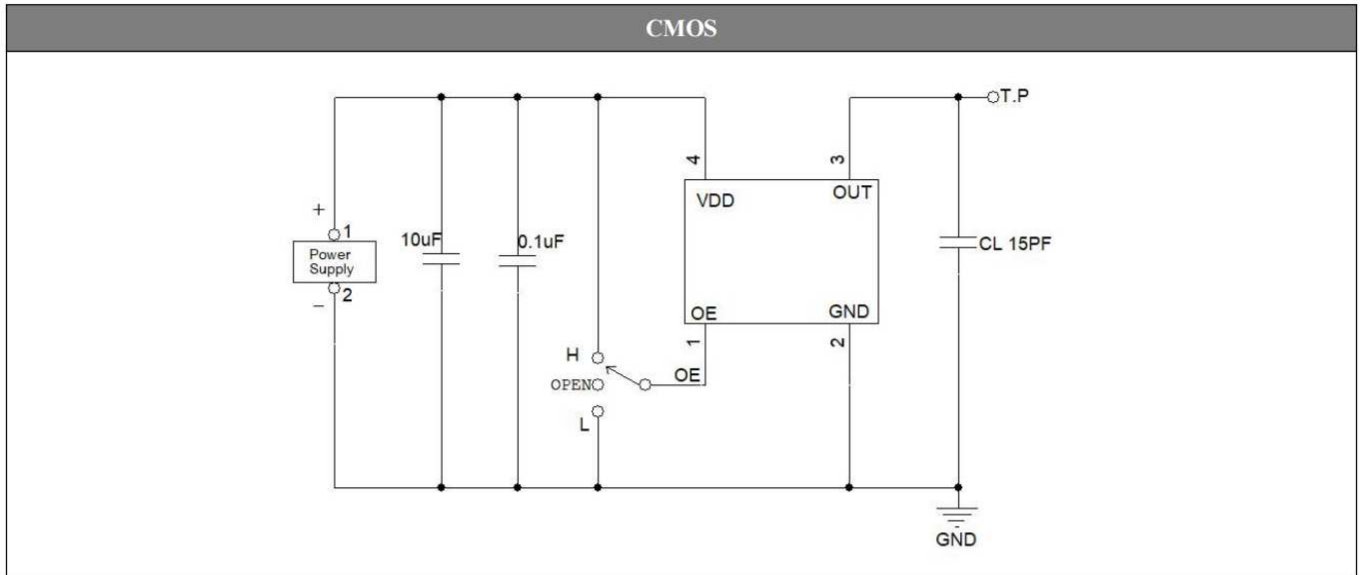 CMOS
T.P
4
3
VDD
OUT
+
1
10uF
0.1uF
CL 15PF
Power
Supply
2
−
OE
GND
1
2
H
OE
OPEN
L
GND